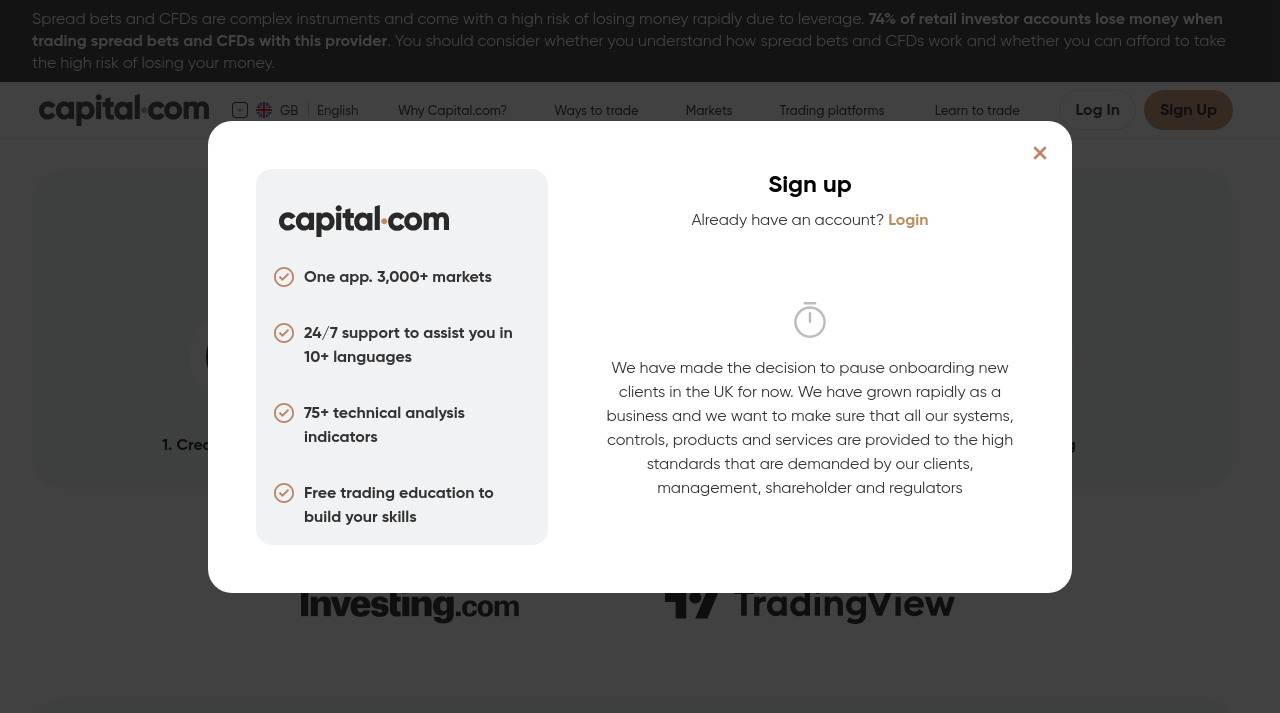 Spread bets and CFDs are complex instruments and come with a high risk of losing money rapidly due to leverage. 74% of retail investor accounts lose money when
trading spread bets and CFDs with this provider. You should consider whether you understand how spread bets and CFDs work and whether you can afford to take
the high risk of losing your money.
capital.com GB English Why Capital.com? Ways to trade Markets Trading platforms Learn to trade Log In Sign Up
capital.com
One app. 3,000+ markets
24/7 support to assist you in
10+ languages
75+ technical analysis
indicators
Free trading education to
build your skills
Sign up
Already have an account? Login
We have made the decision to pause onboarding new
clients in the UK for now. We have grown rapidly as a
business and we want to make sure that all our systems,
controls, products and services are provided to the high
standards that are demanded by our clients,
management, shareholder and regulators
1.
Investing.com
TradingView